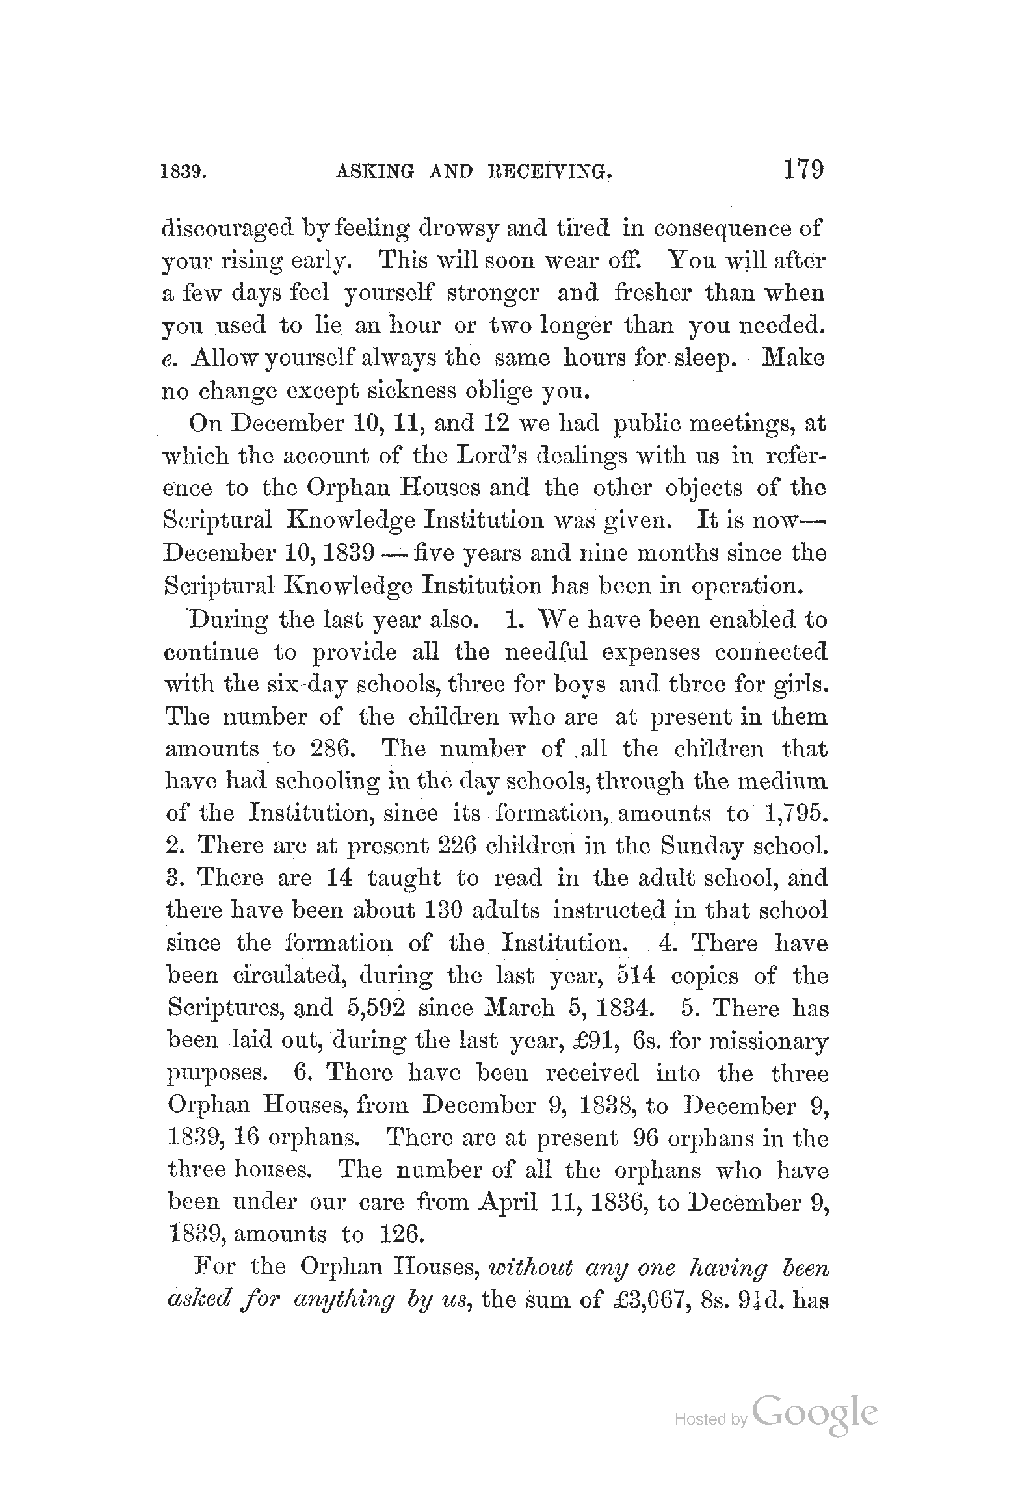 1839. ASKING AND RECEIVING. 179
discouraged by feeling drowsy and tired in consequence of
your rising early. This will soon wear off. You will after
a few days feel yourself stronger and fresher than when
you used to lie an hour or two longer than you needed.
e. Allow yourself always the same hours for sleep. Make
no change except sickness oblige you.
On December 10, 11, and 12 we had public meetings, at
which the account of the Lord's dealings with us in refer-
ence to the Orphan Houses and the other objects of the
Scriptural Knowledge Institution was given. It is now—
December 10, 1839 — five years and nine months since the
Scriptural Knowledge Institution has been in operation.
During the last year also. 1. We have been enabled to
continue to provide all the needful expenses connected
with the six day schools, three for boys and three for girls.
The number of the children who are at present in them
amounts to 286. The number of all the children that
have had schooling in the day schools, through the medium
of the Institution, since its formation, amounts to 1,795.
2. There are at present 226 children in the Sunday school.
3. There are 14 taught to read in the adult school, and
there have been about 130 adults instructed in that school
since the formation of the Institution. 4. There have
been circulated, during the last year, 514 copies of the
Scriptures, and 5,592 since March 5, 1834. 5. There has
been laid out, during the last year, £91, 6s. for missionary
purposes. 6. There have been received into the three
Orphan Houses, from December 9, 1838, to December 9,
1839, 16 orphans. There are at present 96 orphans in the
three houses. The number of all the orphans who have
been under our care from April 11, 1836, to December 9,
1839, amounts to 126.
For the Orphan Houses, without any one having been
asked for anything by us, the sum of £3,067, 8s. 9¼d. has
Hosted by Google